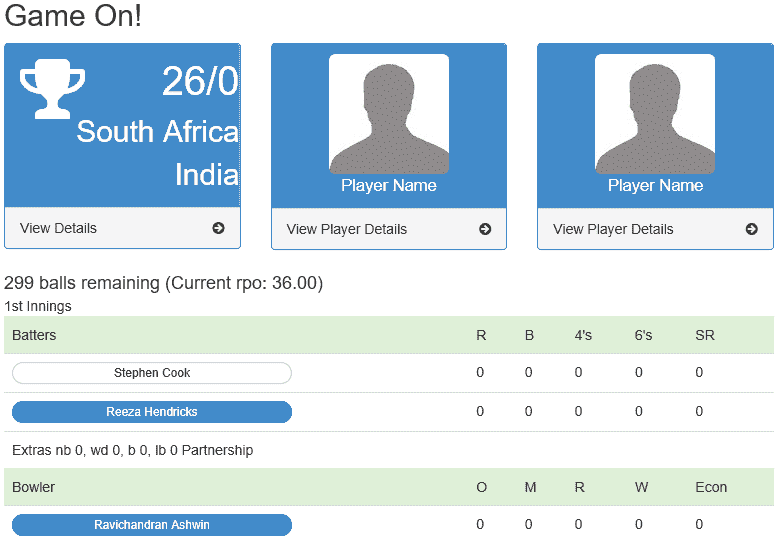 Game On!
26/0
South Africa
India
View Details
Player Name
View Player Details
Player Name
View Player Details
299 balls remaining (Current rpo: 36.00)
1st Innings
Batters R B 4's 6's SR
Stephen Cook 0 0 0 0 0
Reeza Hendricks 0 0 0 0 0
Extras nb 0, wd 0, b 0, lb 0 Partnership
Bowler O M R W Econ
Ravichandran Ashwin 0 0 0 0 0